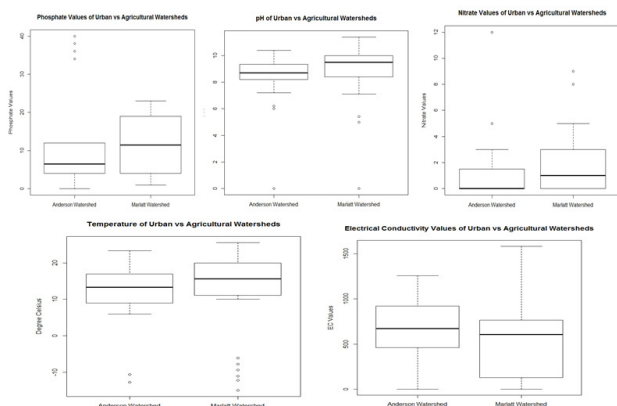 Phosphate Values of Urban vs Agricultural Watersheds
Phosphate Values
40
30
20
10
0
Anderson Watershed
Marlatt Watershed
pH of Urban vs Agricultural Watersheds
10
8
6
4
2
0
Anderson Watershed
Marlatt Watershed
Nitrate Values of Urban vs Agricultural Watersheds
Nitrate Values
12
10
8
6
4
2
0
Anderson Watershed
Marlatt Watershed
Temperature of Urban vs Agricultural Watersheds
Degree Celsius
20
10
0
-10
Anderson Watershed
Marlatt Watershed
Electrical Conductivity Values of Urban vs Agricultural Watersheds
EC Values
1500
1000
500
0
Anderson Watershed
Marlatt Watershed